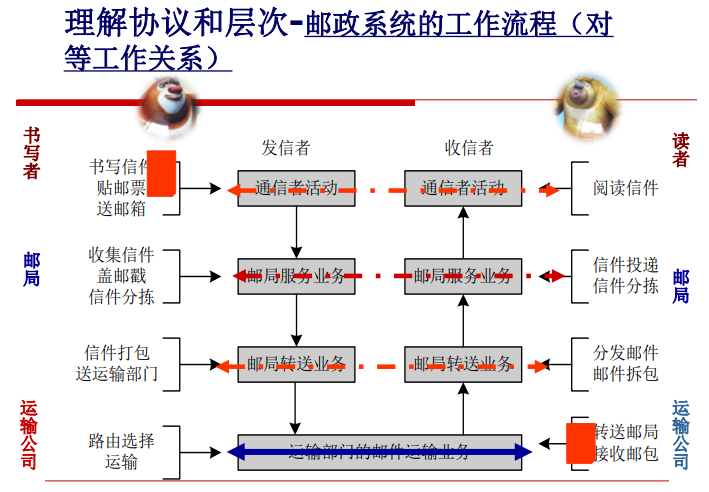 理解协议和层次-邮政系统的工作流程（对
等工作关系）
书写者
读者
发信者
收信者
书写信件
贴邮票
送邮箱
通信者活动
通信者活动
阅读信件
邮局
邮局
收集信件
盖邮戳
信件分拣
邮局服务业务
邮局服务业务
信件投递
信件分拣
信件打包
送运输部门
邮局转送业务
邮局转送业务
分发邮件
邮件拆包
运输公司
运输公司
路由选择
运输
运输部门的邮件运输业务
转送邮局
接收邮包